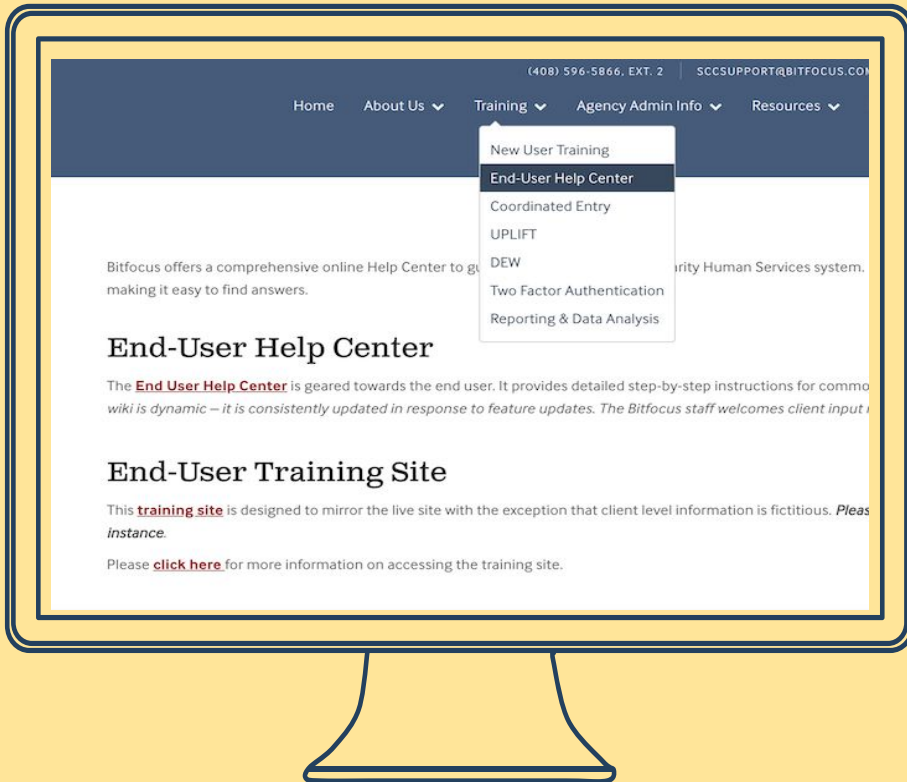 (408) 596-5866, EXT. 2 SCCSUPPORT@BITFOCUS.COM
Home About Us Training Agency Admin Info Resources
New User Training
End-User Help Center
Coordinated Entry
UPLIFT
DEW
Two Factor Authentication
Reporting & Data Analysis
Bitfocus offers a comprehensive online Help Center to Human Services system.
making it easy to find answers.
End-User Help Center
The End User Help Center is geared towards the end user. It provides detailed step-by-step instructions for
wiki is dynamic – it is consistently updated in response to feature updates. The Bitfocus staff welcomes client input
End-User Training Site
This training site is designed to mirror the live site with the exception that client level information is fictitious.
instance.
Please click here for more information on accessing the training site.